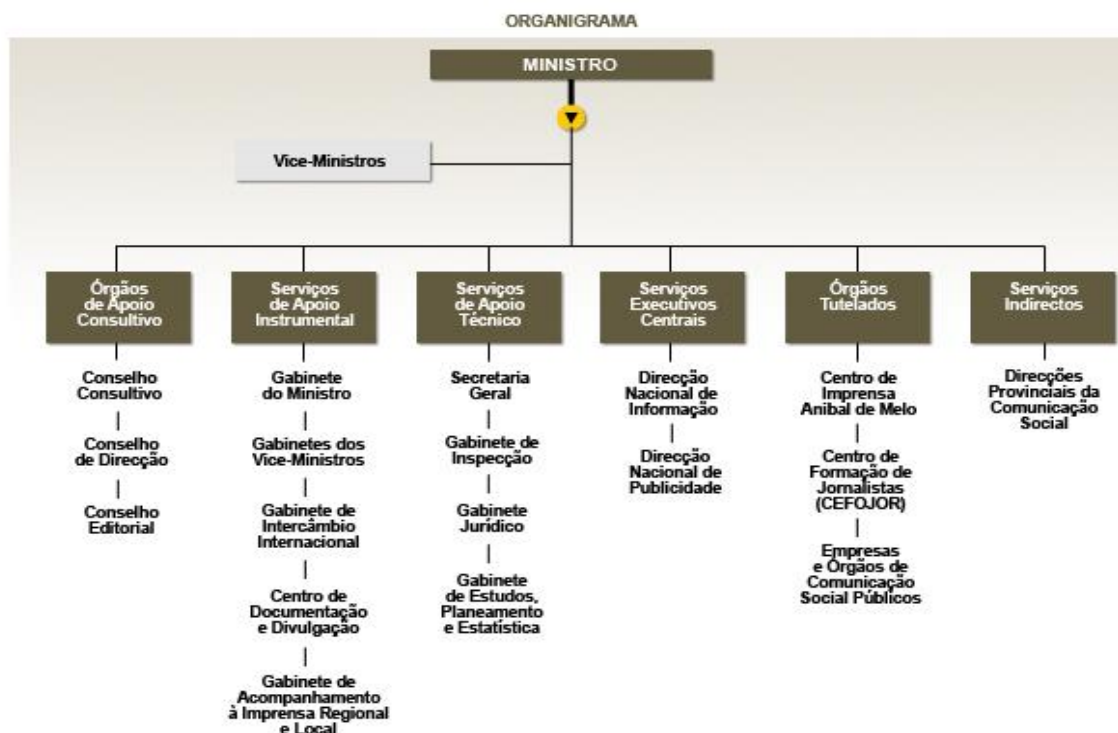 ORGANIGRAMA
MINISTRO
Vice-Ministros
Órgãos
de Apoio
Consultivo
Conselho
Consultivo
Conselho
de Direcção
Conselho
Editorial
Serviços
de Apoio
Instrumental
Gabinete
do Ministro
Gabinetes dos
Vice-Ministros
Gabinete de
Intercâmbio
Internacional
Centro de
Documentação
e Divulgação
Gabinete de
Acompanhamento
à Imprensa Regional
e Local
Serviços
de Apoio
Técnico
Secretaria
Geral
Gabinete de
Inspecção
Gabinete
Jurídico
Gabinete
de Estudos,
Planeamento
e Estatística
Serviços
Executivos
Centrais
Direcção
Nacional de
Informação
Direcção
Nacional de
Publicidade
Órgãos
Tutelados
Centro de
Imprensa
Anibal de Melo
Centro de
Formação de
Jornalistas
(CEFOJOR)
Empresas
e Órgãos de
Comunicação
Social Públicos
Serviços
Indirectos
Direcções
Provinciais da
Comunicação
Social